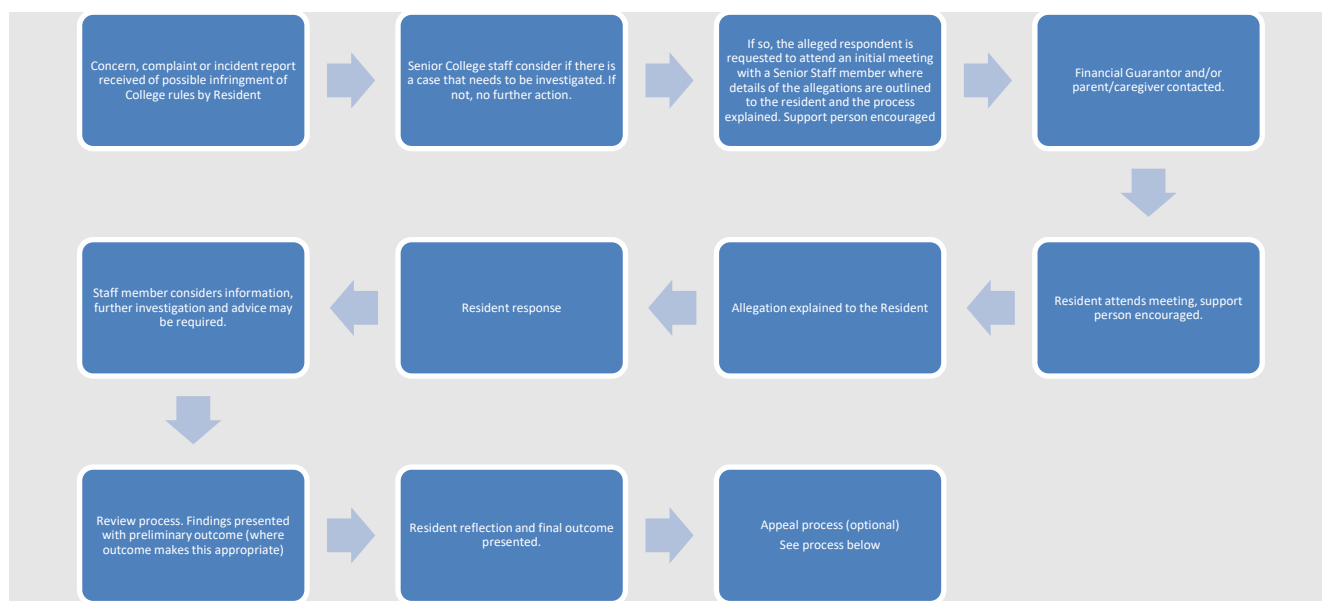 Concern, complaint or incident report
received of possible infringment of
College rules by Resident
Senior College staff consider if there is
a case that needs to be investigated. If
not, no further action.
If so, the alleged respondent is
requested to attend an initial meeting
with a Senior Staff member where
details of the allegations are outlined
to the resident and the process
explained. Support person encouraged
Financial Guarantor and/or
parent/caregiver contacted.
Resident attends meeting, support
person encouraged.
Allegation explained to the Resident
Resident response
Staff member considers information,
further investigation and advice may
be required.
Review process. Findings presented
with preliminary outcome (where
outcome makes this appropriate)
Resident reflection and final outcome
presented.
Appeal process (optional)
See process below